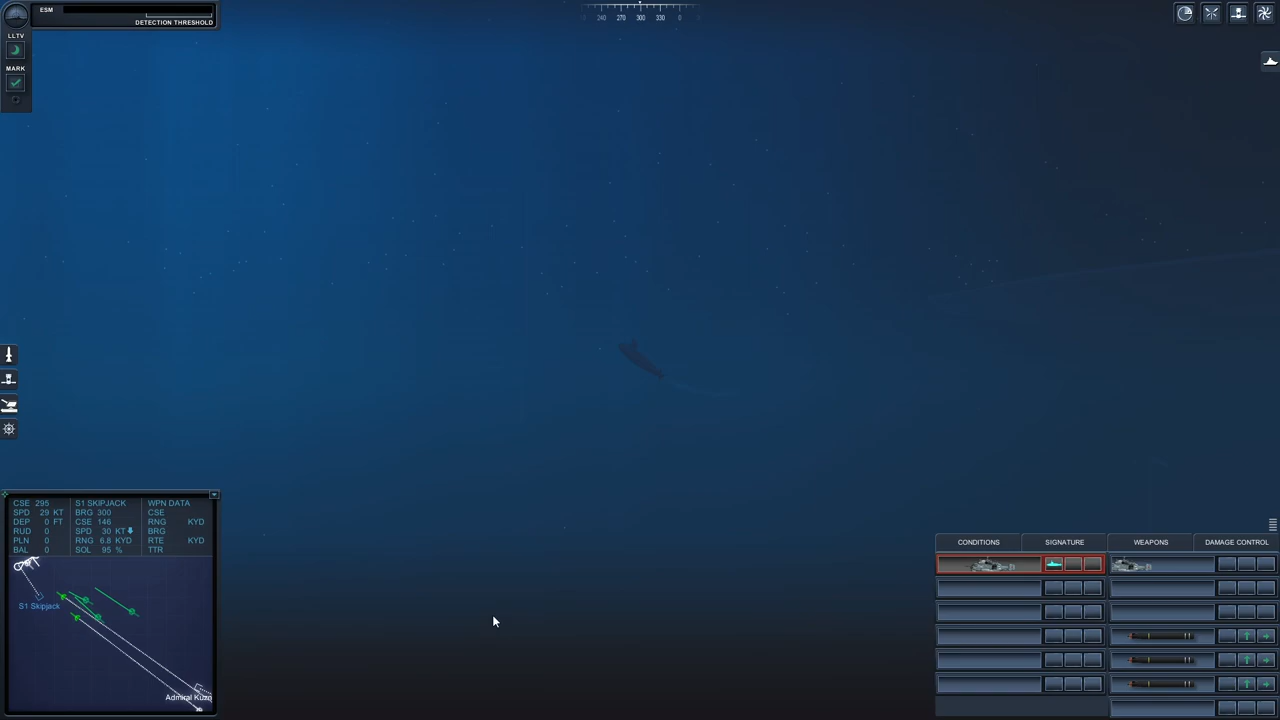 ESM
DETECTION THRESHOLD
240 270 300 330 0
LLTV
MARK
CSE 295 S1 SKIPJACK WPN DATA
SPD 29 KT BRG 300 CSE
DEP 0 FT CSE 146 RNG KYD
RUD 0 SPD 30 KT BRG
PLN 0 RNG 6.8 KYD RTE KYD
BAL 0 SOL 95 % TTR
S1 Skipjack
Admiral Kuzn
CONDITIONS SIGNATURE WEAPONS DAMAGE CONTROL